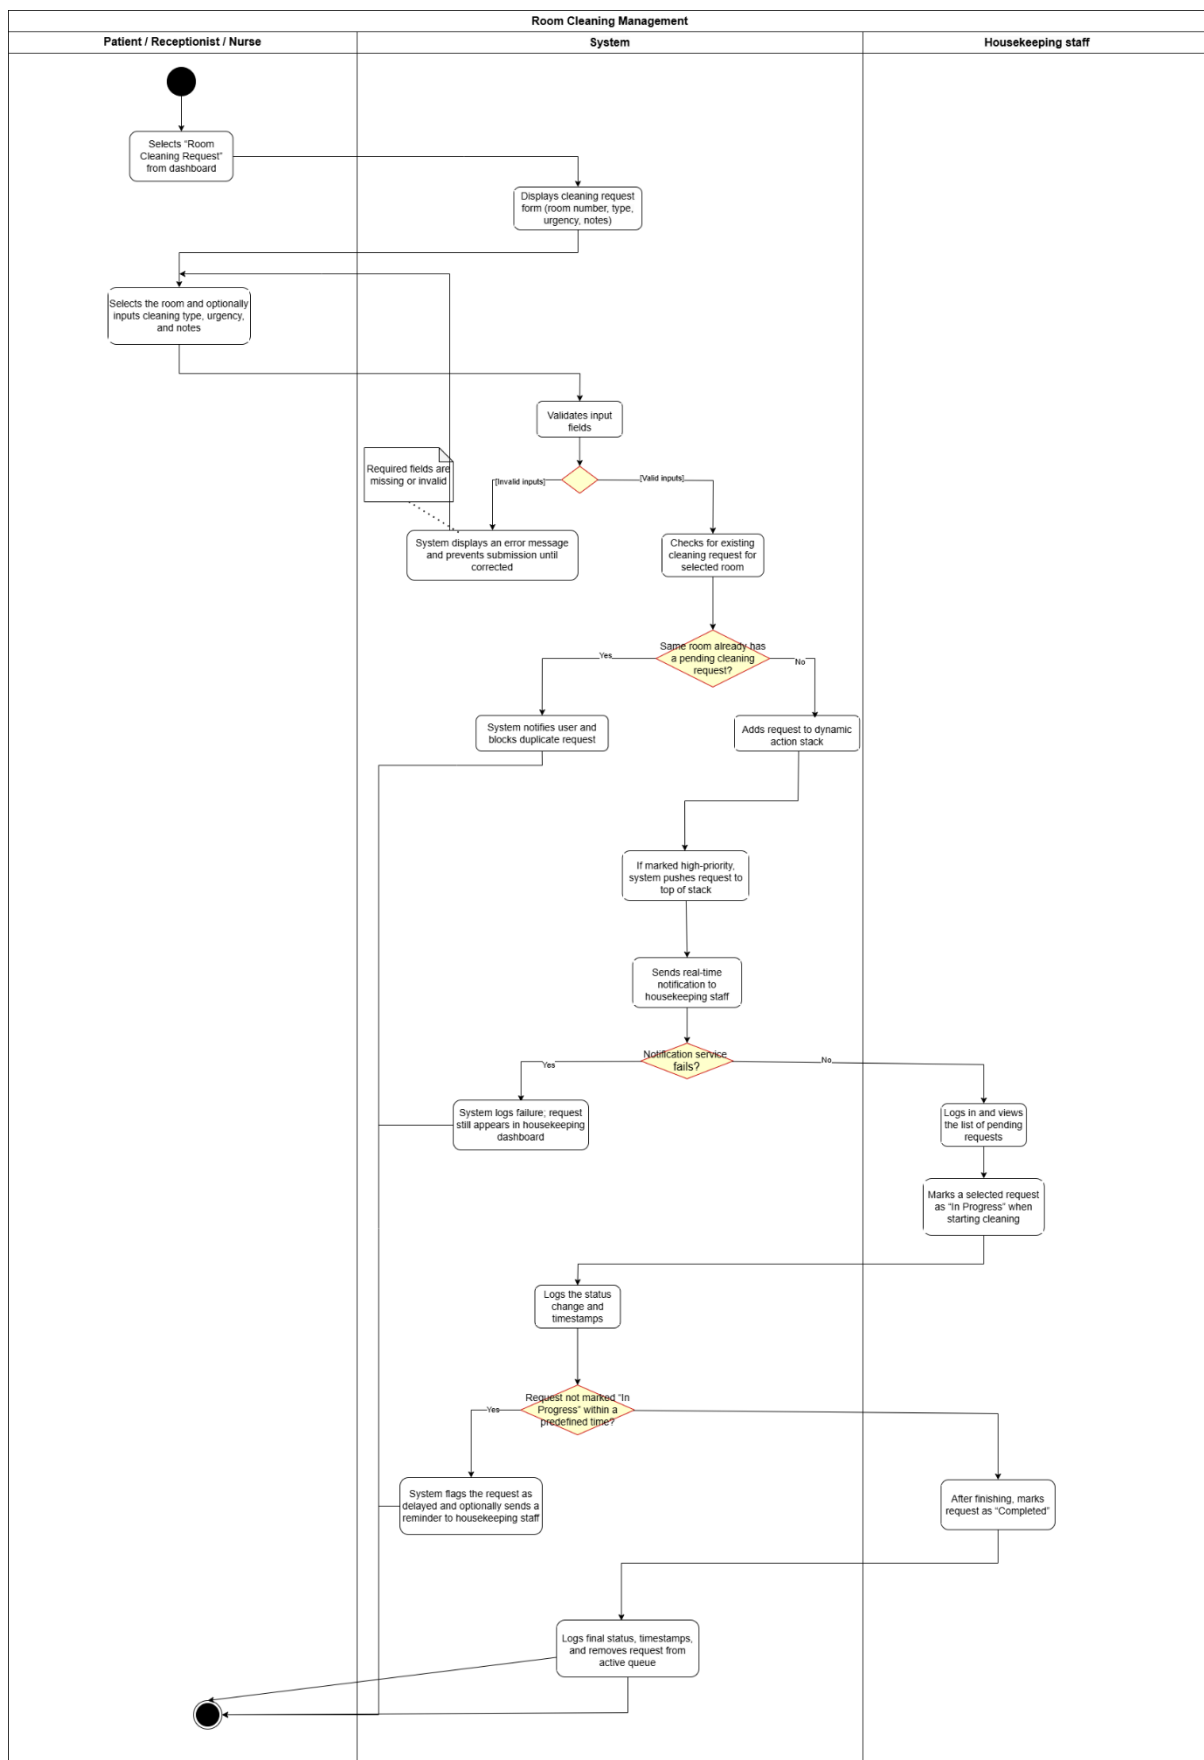 Room Cleaning Management
Patient / Receptionist / Nurse
System
Housekeeping staff
Selects “Room
Cleaning Request”
from dashboard
Displays cleaning request
form (room number, type,
urgency, notes)
Selects the room and optionally
inputs cleaning type, urgency,
and notes
Validates input
fields
Required fields are
missing or invalid
[Invalid inputs]
[Valid inputs]
System displays an error message
and prevents submission until
corrected
Checks for existing
cleaning request for
selected room
Same room already has
a pending cleaning
request?
Yes
No
System notifies user and
blocks duplicate request
Adds request to dynamic
action stack
If marked high-priority,
system pushes request to
top of stack
Sends real-time
notification to
housekeeping staff
Notification service
fails?
Yes
No
System logs failure; request
still appears in housekeeping
dashboard
Logs in and views
the list of pending
requests
Marks a selected request
as “In Progress” when
starting cleaning
Logs the status
change and
timestamps
Request not marked “In
Progress” within a
predefined time?
Yes
System flags the request as
delayed and optionally sends a
reminder to housekeeping staff
After finishing, marks
request as “Completed”
Logs final status, timestamps,
and removes request from
active queue